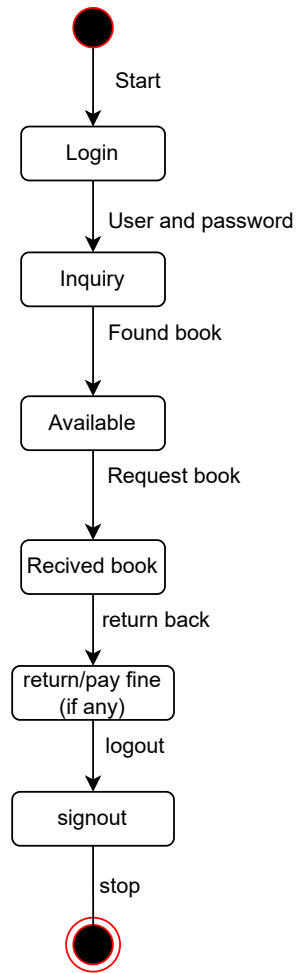 Start
Login
User and password
Inquiry
Found book
Available
Request book
Recived book
return back
return/pay fine
(if any)
logout
signout
stop